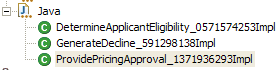 Java
DetermineApplicantEligibility_0571574253Impl
GenerateDecline_591298138Impl
ProvidePricingApproval_1371936293Impl